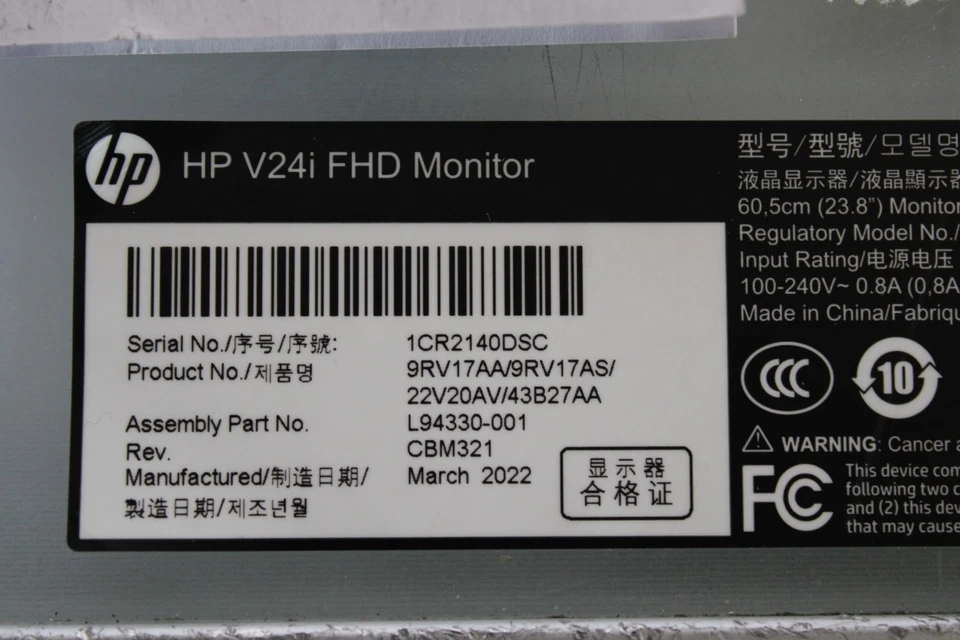 hp HP V24i FHD Monitor
Serial No./序号/序號: 1CR2140DSC
Product No./제품명 9RV17AA/9RV17AS/
22V20AV/43B27AA
Assembly Part No. L94330-001
Rev. CBM321
Manufactured/制造日期/ March 2022
製造日期/제조년월
显示器
合格证
型号/型號/모델명
液晶显示器/液晶顯示器
60,5cm (23.8”) Monitor
Regulatory Model No./
Input Rating/电源电压
100-240V~ 0.8A (0,8A
Made in China/Fabriqu
CCC
10
WARNING: Cancer a
FCC
This device com
following two c
and (2) this dev
that may cause